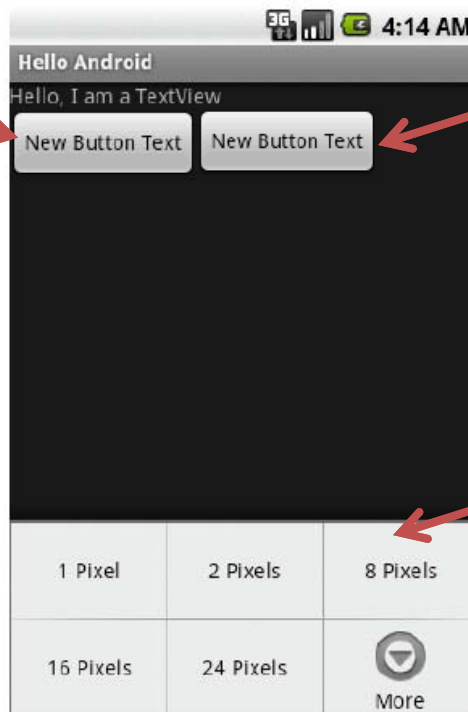 3G 4:14 AM
Hello Android
Hello, I am a TextView
New Button Text New Button Text
1 Pixel 2 Pixels 8 Pixels
16 Pixels 24 Pixels
More